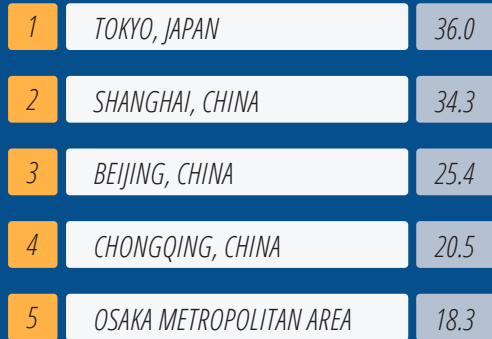 1 TOKYO, JAPAN 36.0
2 SHANGHAI, CHINA 34.3
3 BEIJING, CHINA 25.4
4 CHONGQING, CHINA 20.5
5 OSAKA METROPOLITAN AREA 18.3